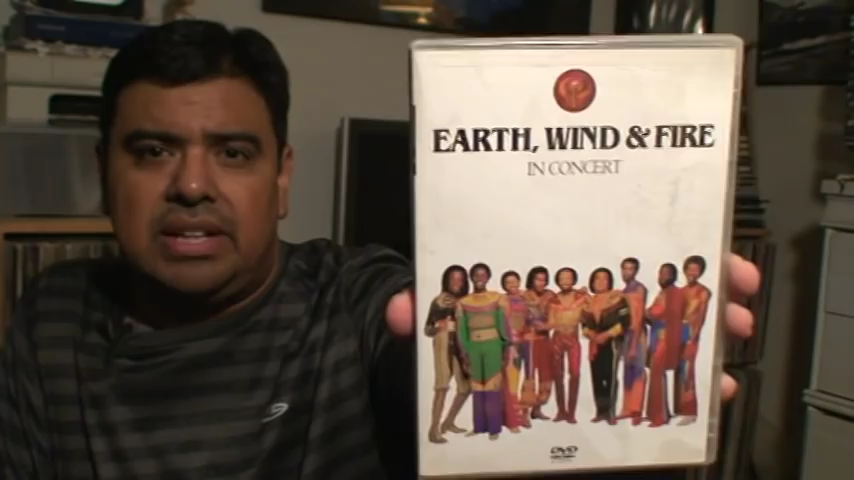 EARTH, WIND & FIRE
IN CONCERT
DVD